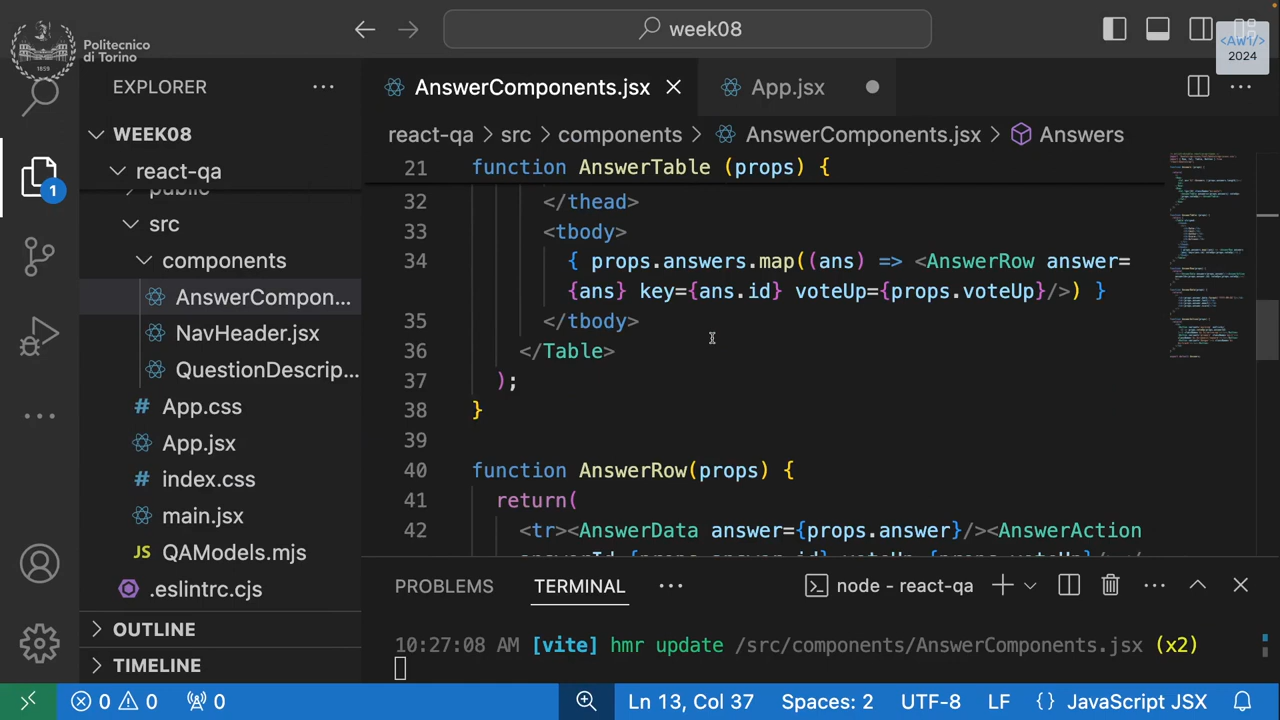 week08
Politecnico
di Torino
1859
<AW1/>
2024
EXPLORER
AnswerComponents.jsx
App.jsx
WEEK08
react-qa
public
src
components
AnswerCompon...
NavHeader.jsx
QuestionDescrip...
App.css
App.jsx
index.css
main.jsx
QAModels.mjs
.eslintrc.cjs
OUTLINE
TIMELINE
1
react-qa > src > components > AnswerComponents.jsx > Answers
21 function AnswerTable (props) {
32 </thead>
33 <tbody>
34 { props.answers.map((ans) => <AnswerRow answer=
{ans} key={ans.id} voteUp={props.voteUp}/>) }
35 </tbody>
36 </Table>
37 );
38 }
39
40 function AnswerRow(props) {
41 return(
42 <tr><AnswerData answer={props.answer}/><AnswerAction
PROBLEMS TERMINAL ... node - react-qa
10:27:08 AM [vite] hmr update /src/components/AnswerComponents.jsx (x2)
0 0 0 Ln 13, Col 37 Spaces: 2 UTF-8 LF {} JavaScript JSX